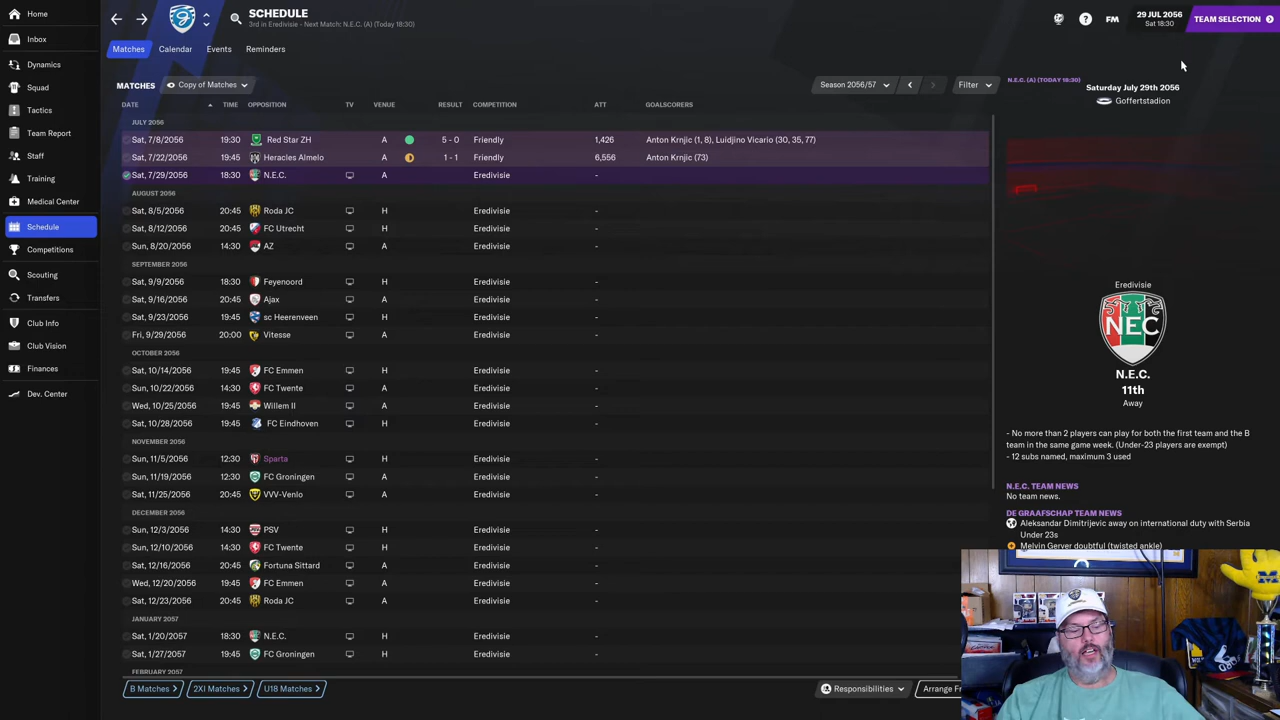 Home
Inbox
Dynamics
Squad
Tactics
Team Report
Staff
Training
Medical Center
Schedule
Competitions
Scouting
Transfers
Club Info
Club Vision
Finances
Dev. Center
SCHEDULE
3rd in Eredivisie - Next Match: N.E.C. (A) (Today 18:30)
FM
29 JUL 2056
Sat 18:30
TEAM SELECTION
Matches Calendar Events Reminders
MATCHES Copy of Matches Season 2056/57 Filter
DATE TIME OPPOSITION TV VENUE RESULT COMPETITION ATT GOALSCORERS
JULY 2056
Sat, 7/8/2056 19:30 Red Star ZH A 5 - 0 Friendly 1,426 Anton Krnjic (1, 8), Luidjino Vicario (30, 35, 77)
Sat, 7/22/2056 19:45 Heracles Almelo A 1 - 1 Friendly 6,556 Anton Krnjic (73)
Sat, 7/29/2056 18:30 N.E.C. A Eredivisie -
AUGUST 2056
Sat, 8/5/2056 20:45 Roda JC H Eredivisie -
Sat, 8/12/2056 20:45 FC Utrecht H Eredivisie -
Sun, 8/20/2056 14:30 AZ A Eredivisie -
SEPTEMBER 2056
Sat, 9/9/2056 18:30 Feyenoord H Eredivisie -
Sat, 9/16/2056 20:45 Ajax A Eredivisie -
Sat, 9/23/2056 19:45 sc Heerenveen H Eredivisie -
Fri, 9/29/2056 20:00 Vitesse A Eredivisie -
OCTOBER 2056
Sat, 10/14/2056 19:45 FC Emmen H Eredivisie -
Sun, 10/22/2056 14:30 FC Twente A Eredivisie -
Wed, 10/25/2056 19:45 Willem II A Eredivisie -
Sat, 10/28/2056 19:45 FC Eindhoven H Eredivisie -
NOVEMBER 2056
Sun, 11/5/2056 12:30 Sparta H Eredivisie -
Sun, 11/19/2056 12:30 FC Groningen A Eredivisie -
Sat, 11/25/2056 20:45 VVV-Venlo A Eredivisie -
DECEMBER 2056
Sun, 12/3/2056 14:30 PSV H Eredivisie -
Sun, 12/10/2056 14:30 FC Twente H Eredivisie -
Sat, 12/16/2056 20:45 Fortuna Sittard A Eredivisie -
Wed, 12/20/2056 19:45 FC Emmen A Eredivisie -
Sat, 12/23/2056 20:45 Roda JC A Eredivisie -
JANUARY 2057
Sat, 1/20/2057 18:30 N.E.C. H Eredivisie -
Sat, 1/27/2057 19:45 FC Groningen H Eredivisie -
FEBRUARY 2057
B Matches 2XI Matches U18 Matches Responsibilities Arrange Fr
N.E.C. (A) (TODAY 18:30)
Saturday July 29th 2056
Goffertstadion
Eredivisie
NEC
N.E.C.
11th
Away
- No more than 2 players can play for both the first team and the B
team in the same game week. (Under-23 players are exempt)
- 12 subs named, maximum 3 used
N.E.C. TEAM NEWS
No team news.
DE GRAAFSCHAP TEAM NEWS
Aleksandar Dimitrijevic away on international duty with Serbia
Under 23s
Melvin Gerver doubtful (twisted ankle)
M